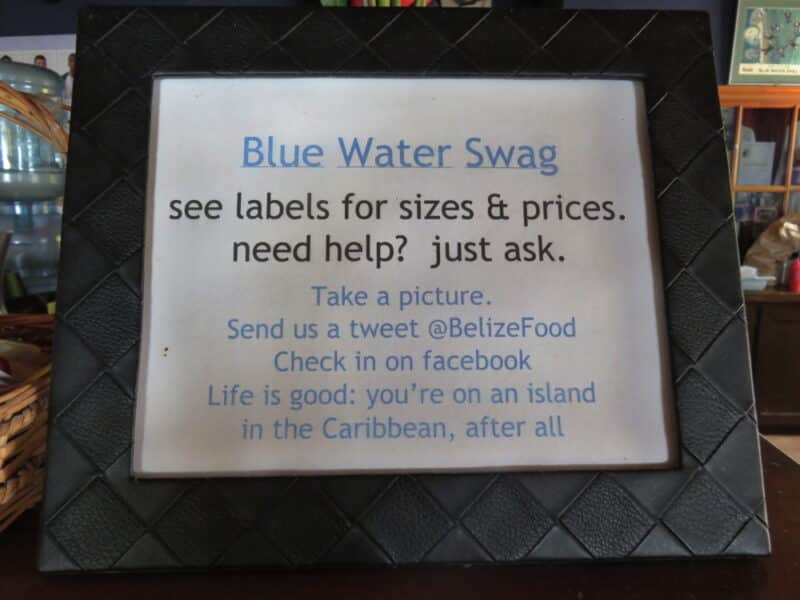 Blue Water Swag
see labels for sizes & prices.
need help? just ask.
Take a picture.
Send us a tweet @BelizeFood
Check in on facebook
Life is good: you're on an island
in the Caribbean, after all